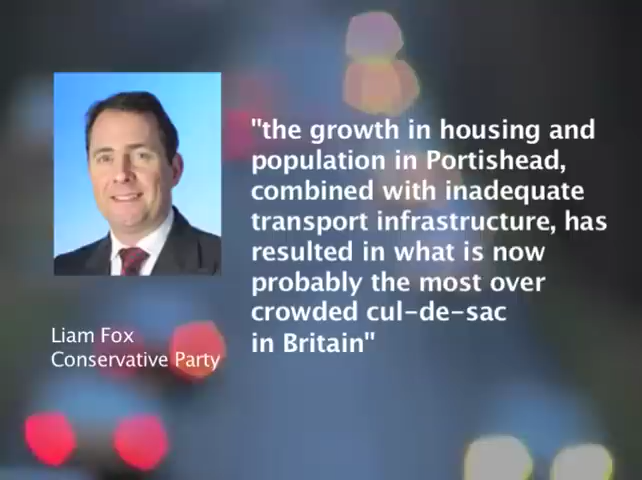 "the growth in housing and
population in Portishead,
combined with inadequate
transport infrastructure, has
resulted in what is now
probably the most over
crowded cul-de-sac
in Britain"
Liam Fox
Conservative Party